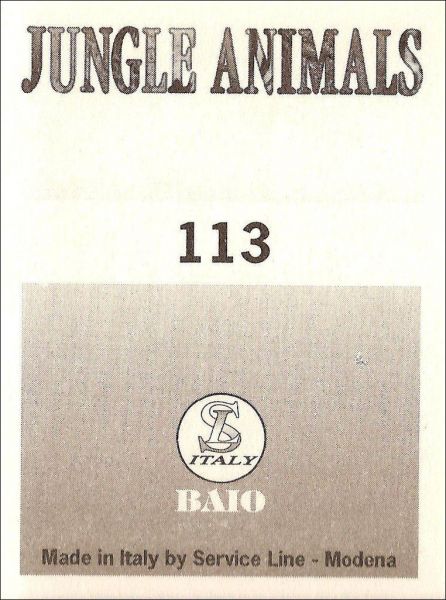 JUNGLE ANIMALS
113
SL
ITALY
BAIO
Made in Italy by Service Line - Modena